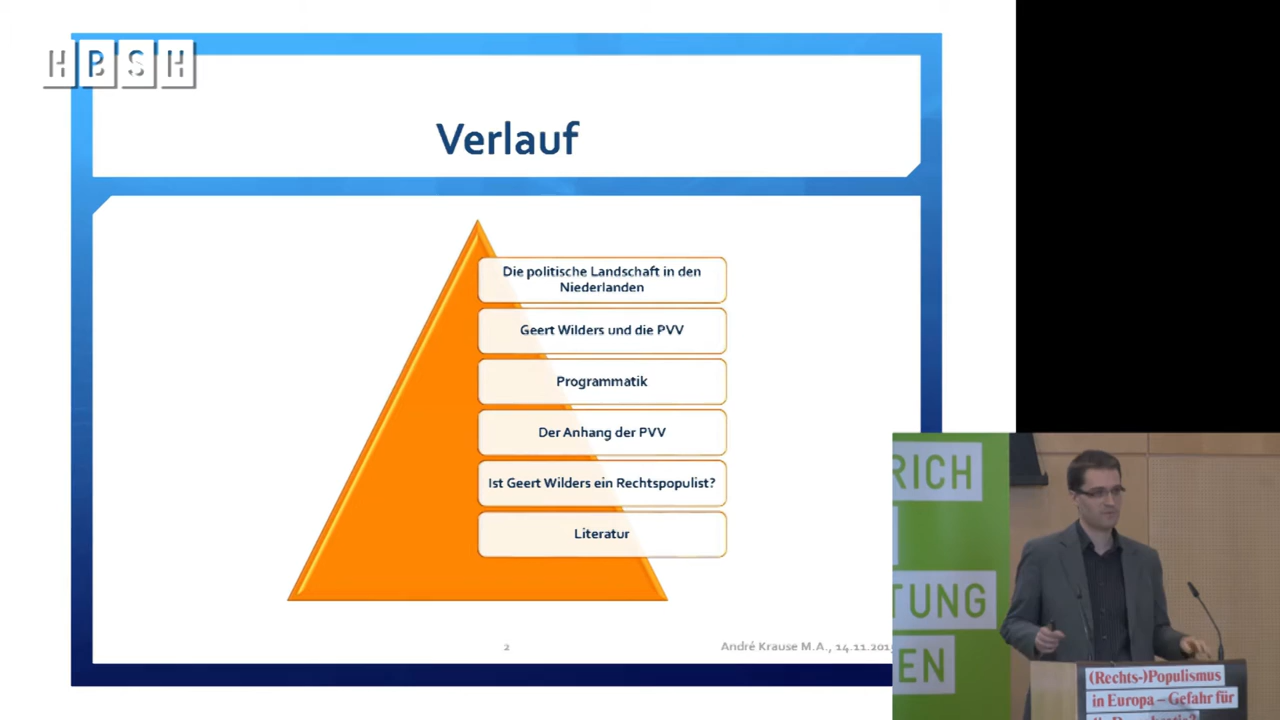 HBSH
Verlauf
Die politische Landschaft in den
Niederlanden
Geert Wilders und die PVV
Programmatik
Der Anhang der PVV
Ist Geert Wilders ein Rechtspopulist?
Literatur
2
André Krause M.A., 14.11.201
RICH
TUNG
EN
(Rechts-)Populismus
in Europa – Gefahr für
die Demokratie?